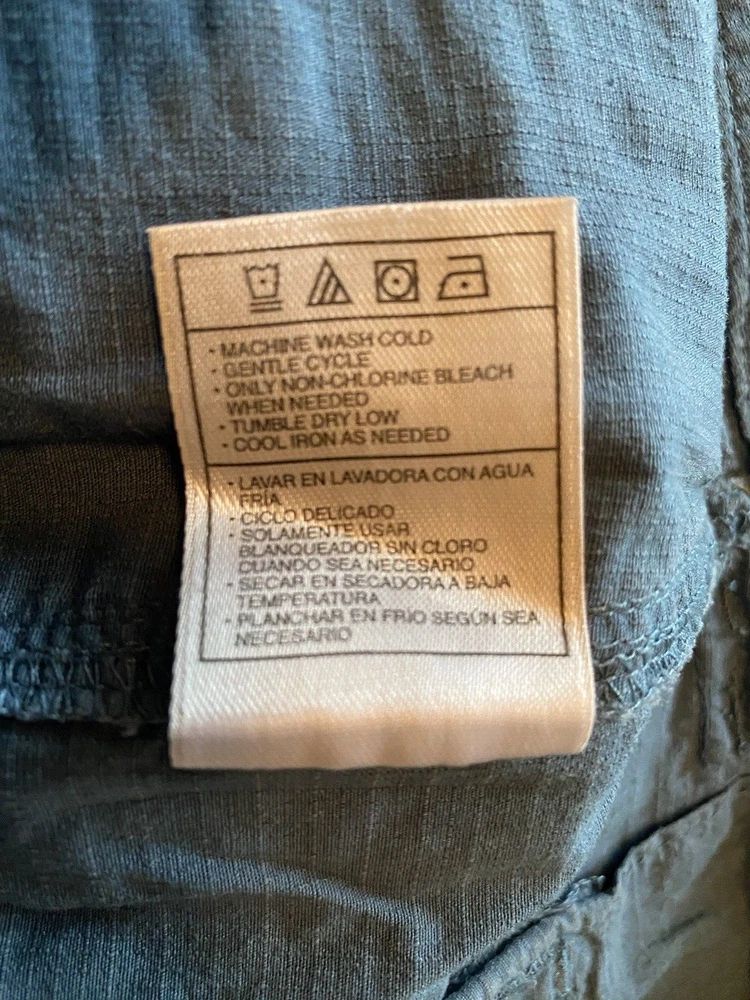 - MACHINE WASH COLD
- GENTLE CYCLE
- ONLY NON-CHLORINE BLEACH
WHEN NEEDED
- TUMBLE DRY LOW
- COOL IRON AS NEEDED
- LAVAR EN LAVADORA CON AGUA
FRÍA
- CICLO DELICADO
- SOLAMENTE USAR
BLANQUEADOR SIN CLORO
CUANDO SEA NECESARIO
- SECAR EN SECADORA A BAJA
TEMPERATURA
- PLANCHAR EN FRÍO SEGÚN SEA
NECESARIO